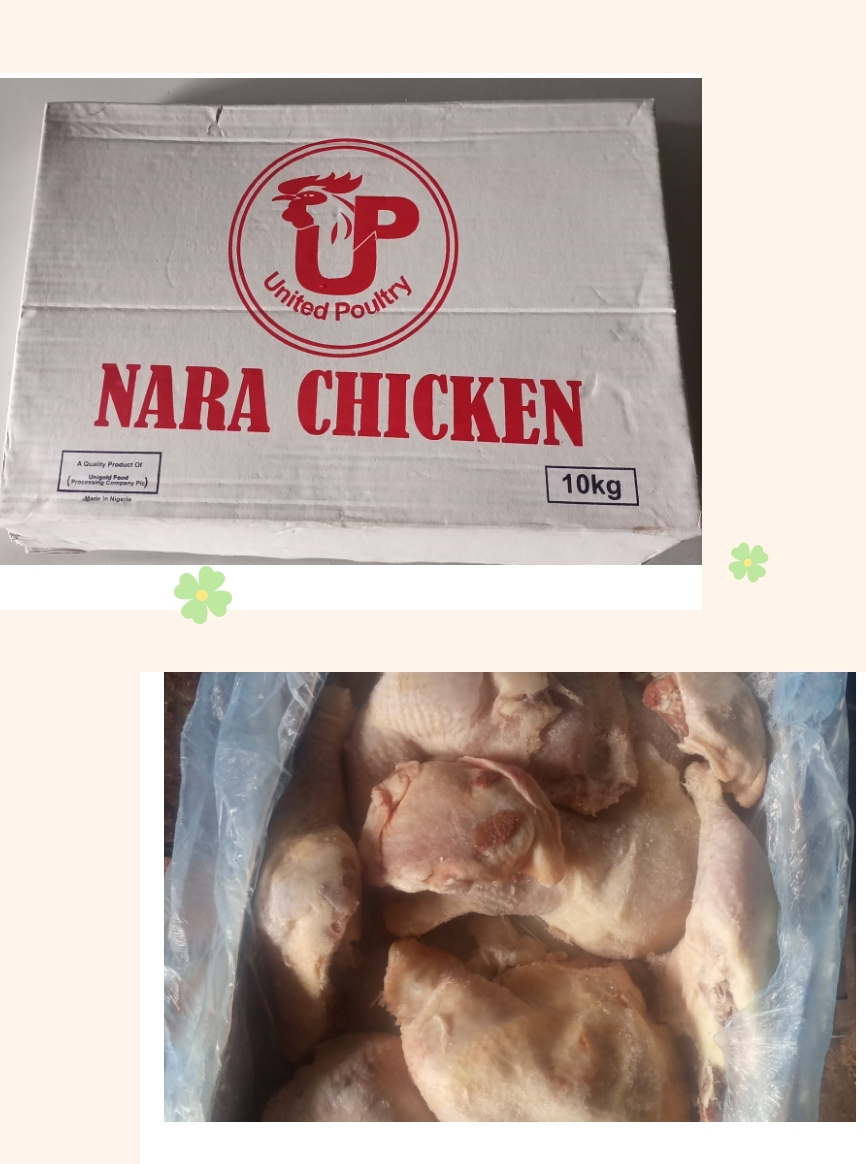 UP
United Poultry
NARA CHICKEN
A Quality Product Of
Unigold Food
(Processing Company Plc)
Made in Nigeria
10kg